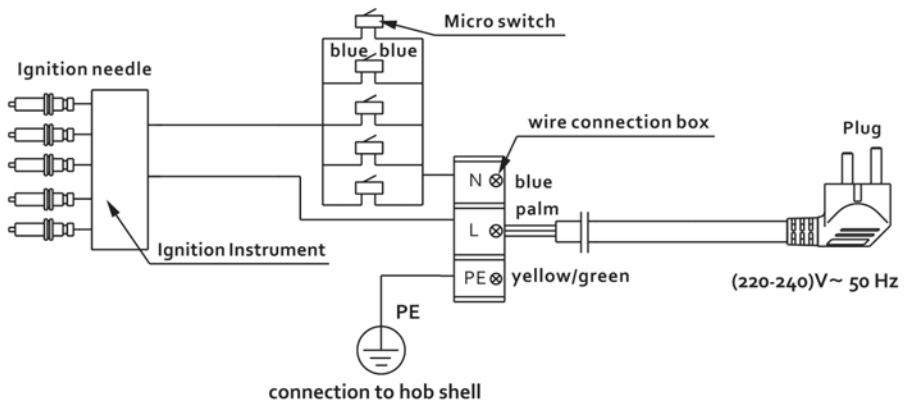 Micro switch
blue blue
Ignition needle
wire connection box
Plug
N
blue
palm
L
Ignition Instrument
PE
yellow/green
(220-240)V~ 50 Hz
PE
connection to hob shell